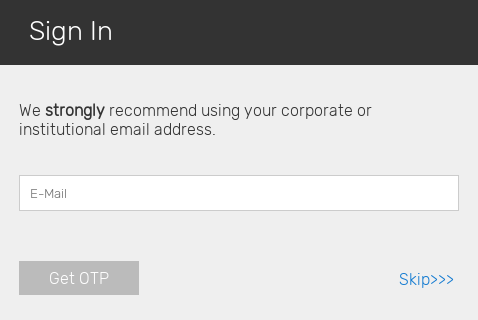 Sign In
We strongly recommend using your corporate or
institutional email address.
E-Mail
Get OTP
Skip>>>